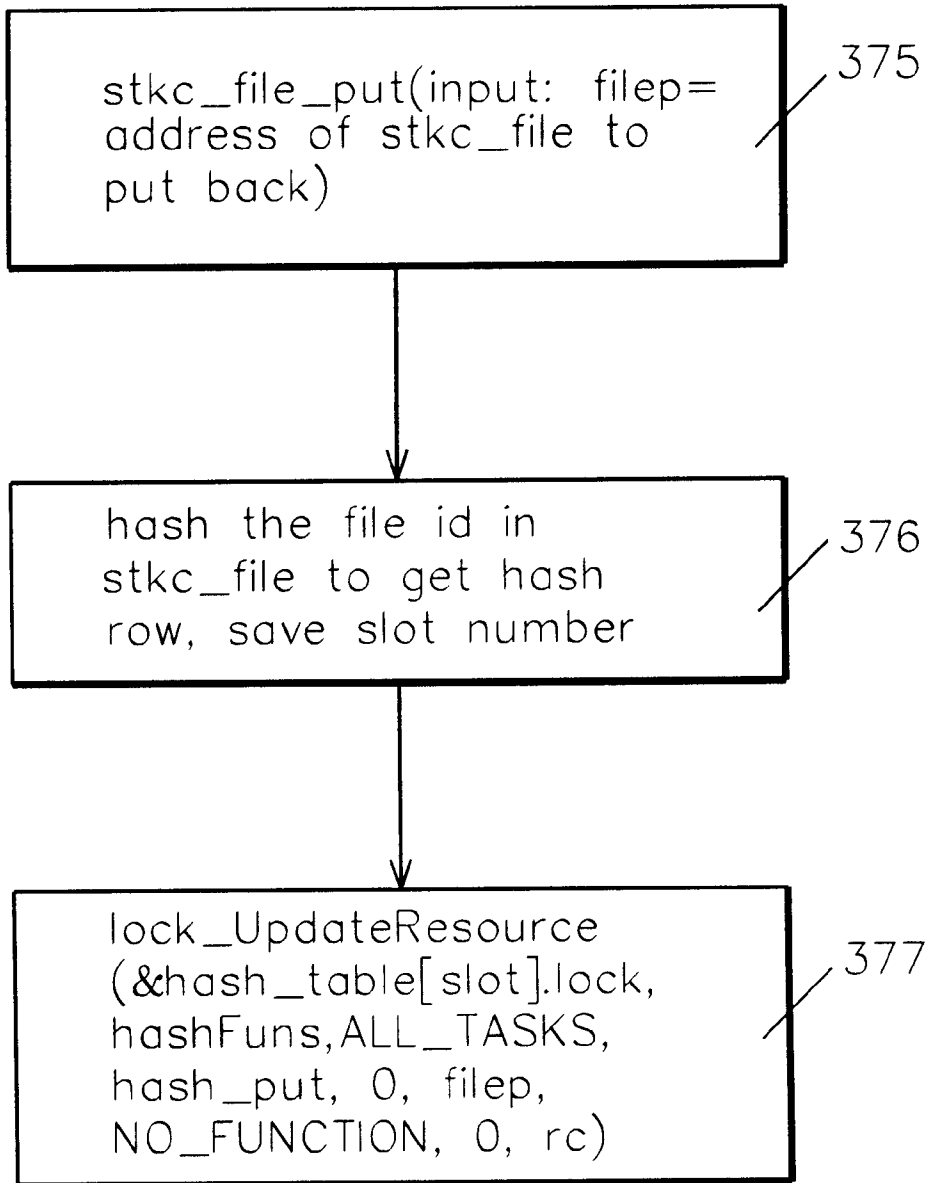 stkc_file_put(input: filep=
address of stkc_file to
put back)
375
hash the file id in
stkc_file to get hash
row, save slot number
376
lock_UpdateResource
(&hash_table[slot].lock,
hashFuns,ALL_TASKS,
hash_put, 0, filep,
NO_FUNCTION, 0, rc)
377